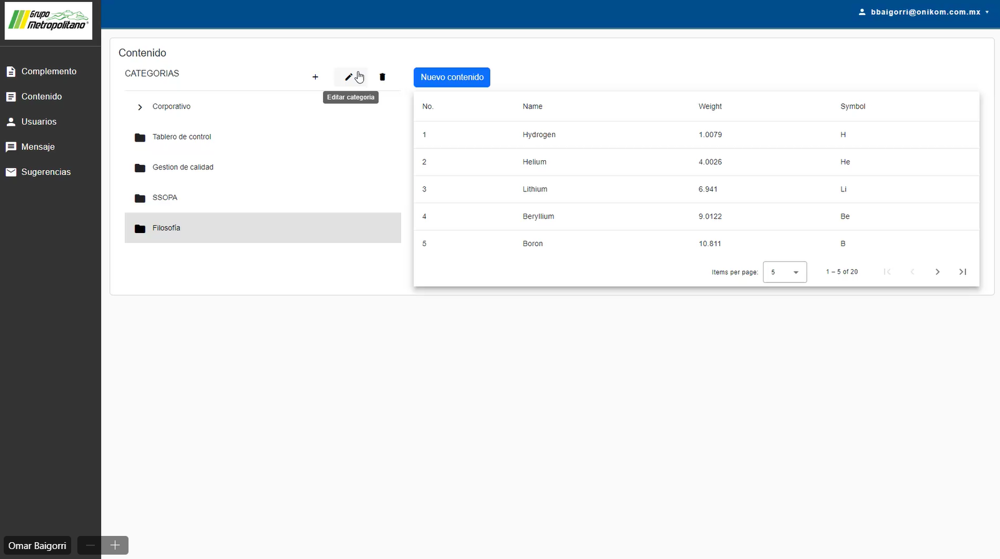 Grupo
Metropolitano
bbaigorri@onikom.com.mx
Complemento
Contenido
Usuarios
Mensaje
Sugerencias
Contenido
CATEGORIAS
Editar categoria
Corporativo
Tablero de control
Gestion de calidad
SSOPA
Filosofía
Nuevo contenido
No. Name Weight Symbol
1 Hydrogen 1.0079 H
2 Helium 4.0026 He
3 Lithium 6.941 Li
4 Beryllium 9.0122 Be
5 Boron 10.811 B
Items per page: 5 1 – 5 of 20
Omar Baigorri